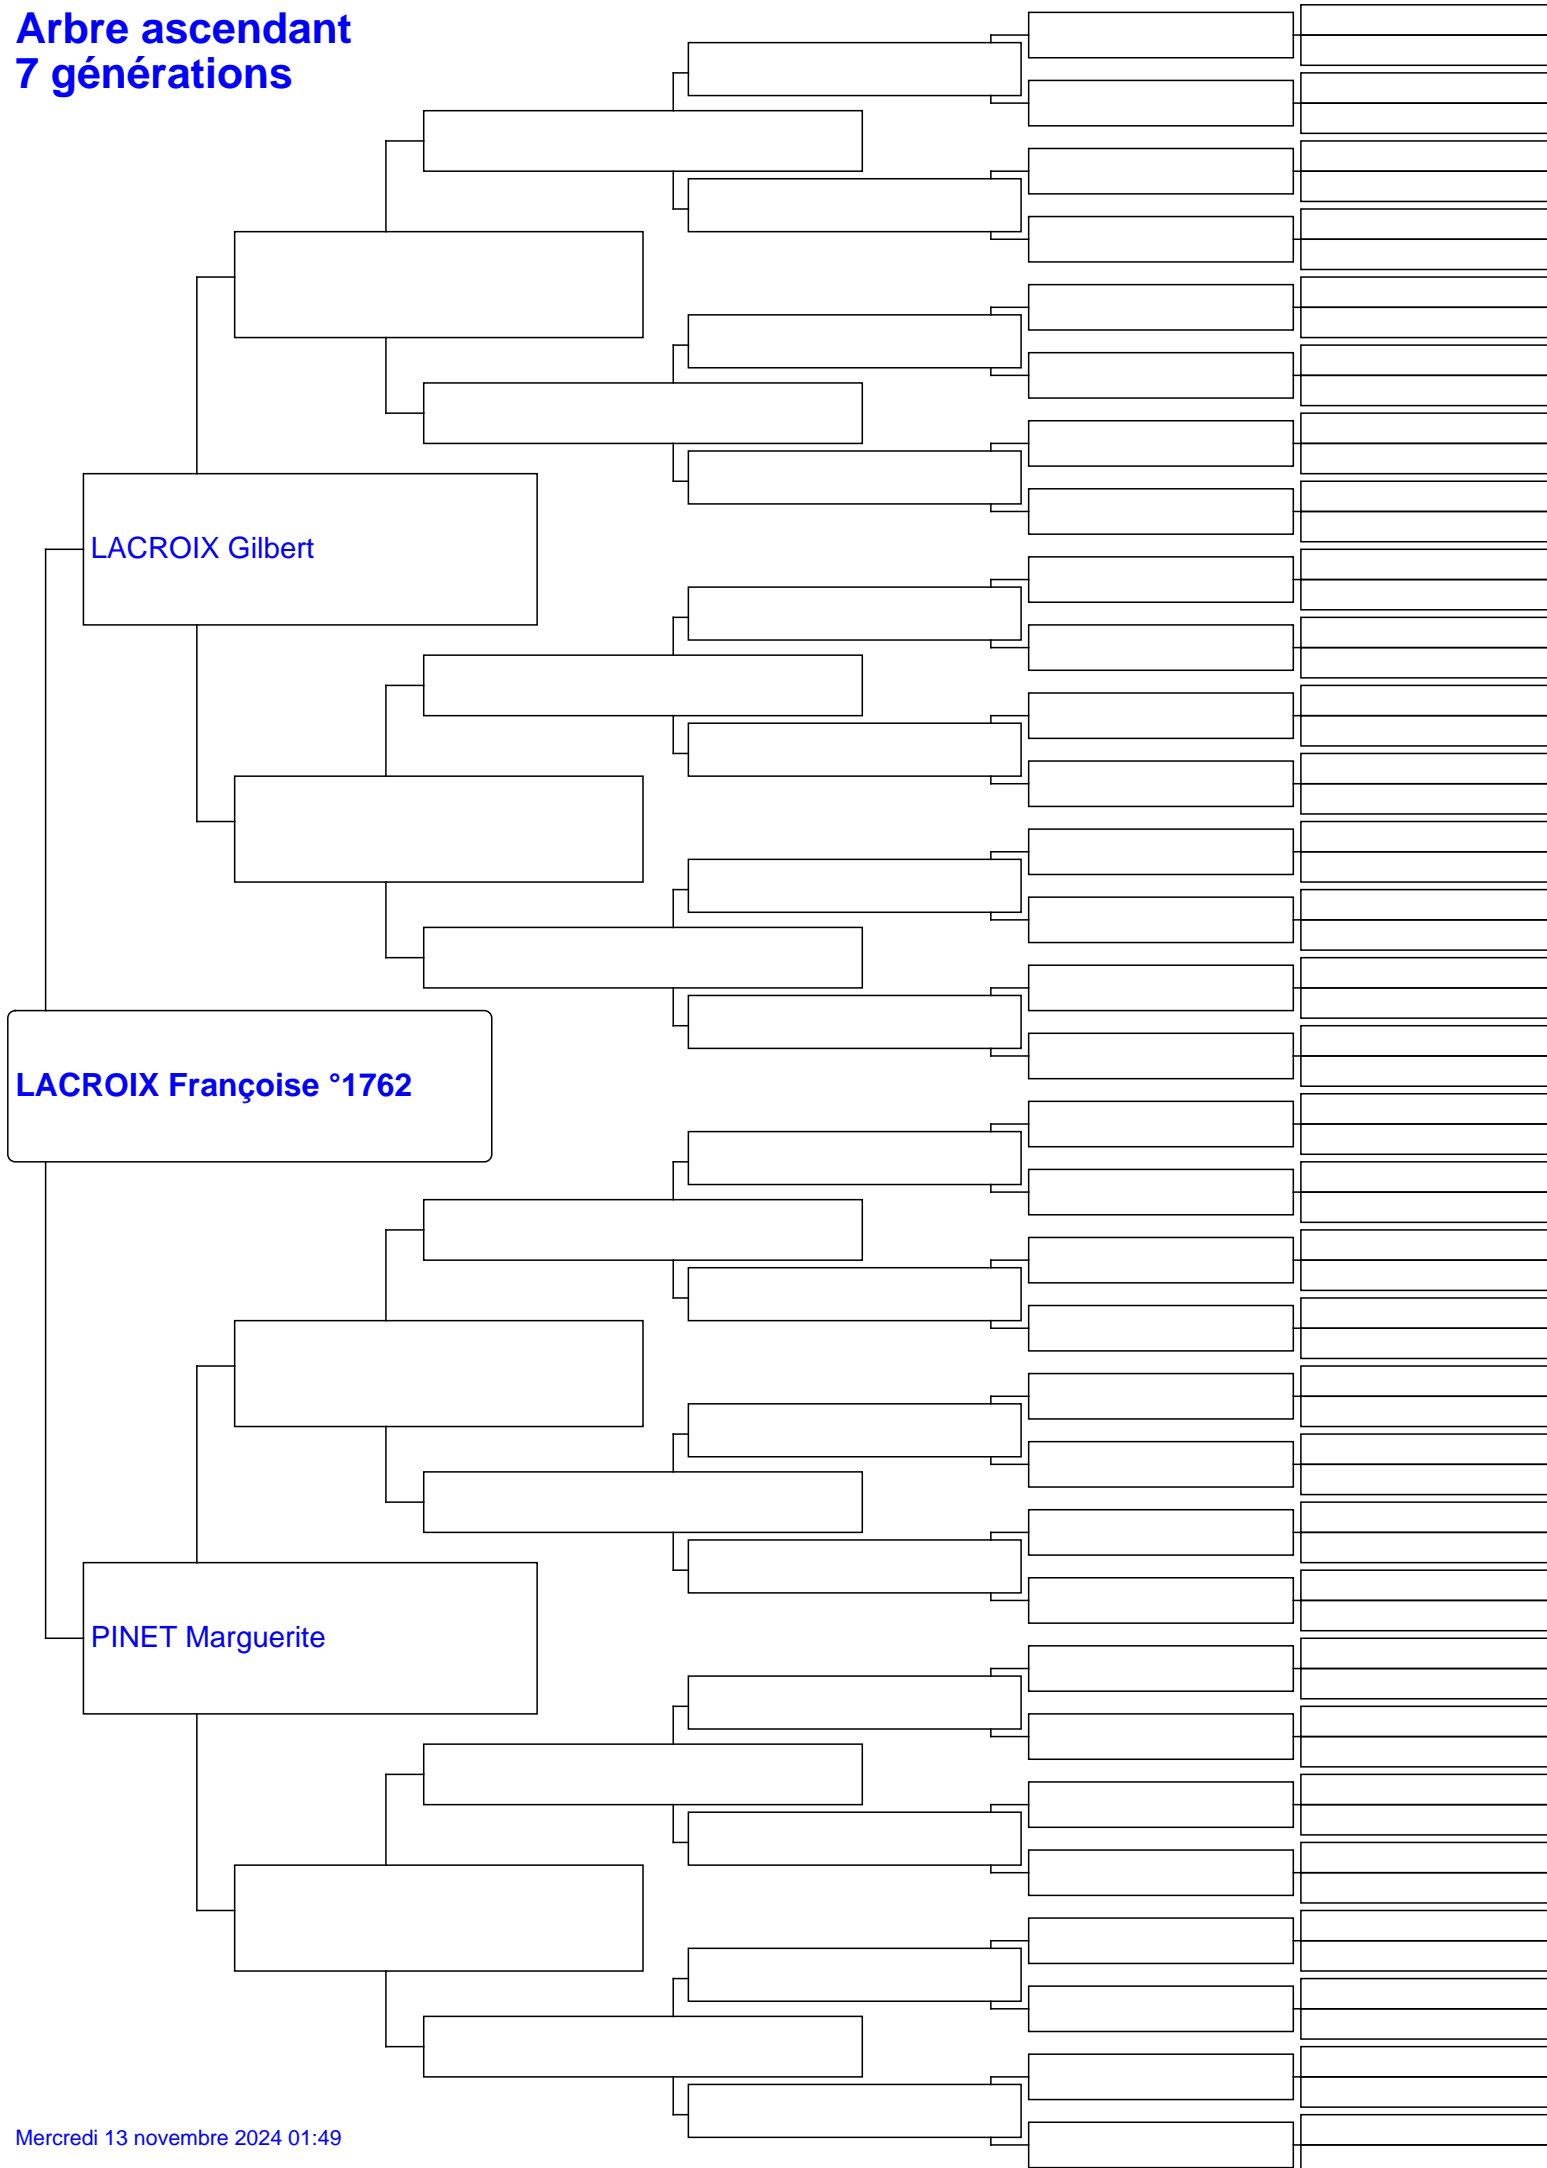 Arbre ascendant
7 générations
LACROIX Gilbert
LACROIX Françoise °1762
PINET Marguerite
Mercredi 13 novembre 2024 01:49